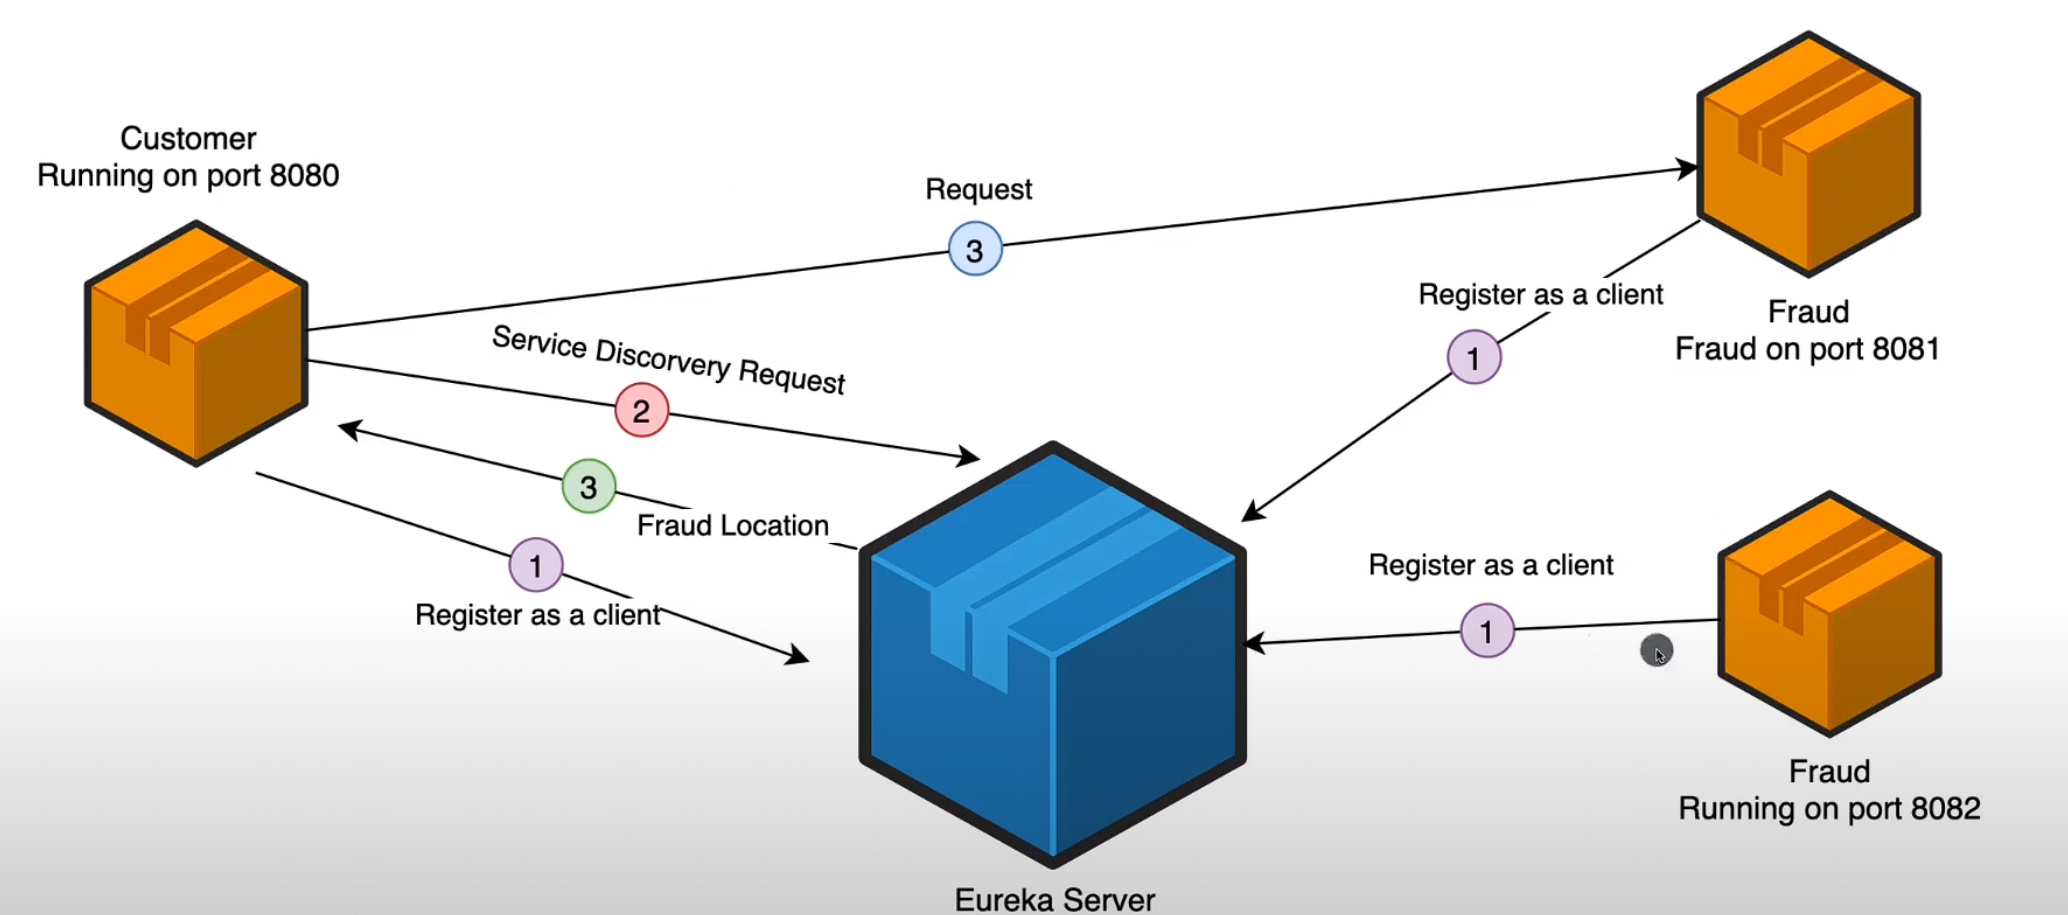 Customer
Running on port 8080
Request
3
Service Discorvery Request
2
3
Fraud Location
1
Register as a client
Register as a client
1
Fraud
Fraud on port 8081
Register as a client
1
Fraud
Running on port 8082
Eureka Server